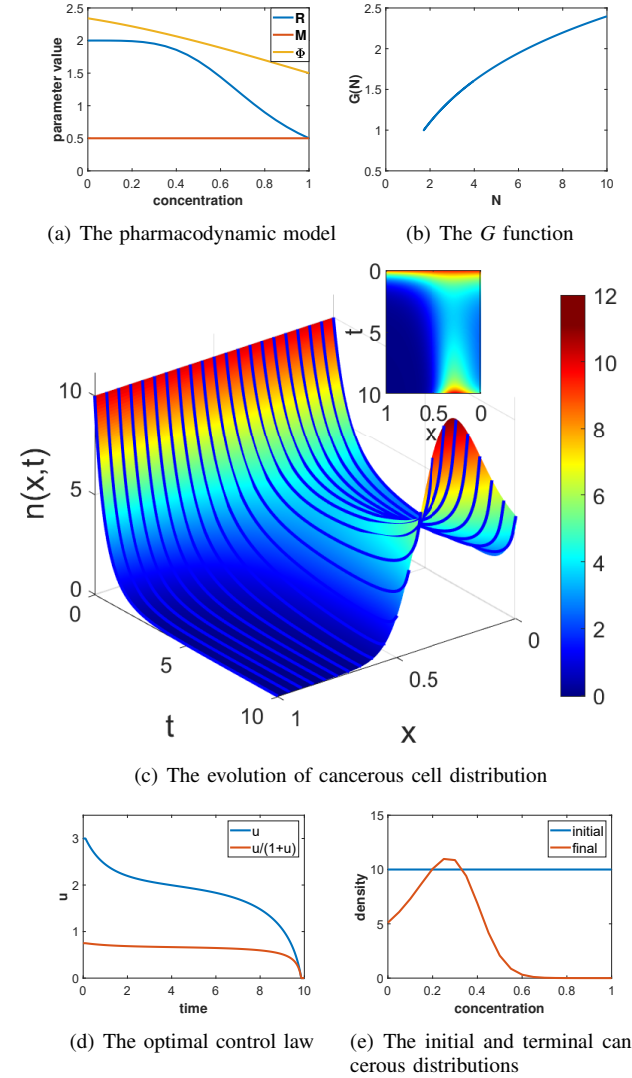 2.5
2
1.5
1
0.5
0
parameter value
0 0.2 0.4 0.6 0.8 1
concentration
R
M
Φ
2.5
2
1.5
1
0.5
G(N)
0 2 4 6 8 10
N
(a) The pharmacodynamic model
(b) The G function
10
5
0
n(x,t)
0
5
10
t
1
0.5
0
x
0
5
10
t
1 0.5 0
x
12
10
8
6
4
2
0
(c) The evolution of cancerous cell distribution
3
2
1
0
u
0 2 4 6 8 10
time
u
u/(1+u)
15
10
5
0
density
0 0.2 0.4 0.6 0.8 1
concentration
initial
final
(d) The optimal control law
(e) The initial and terminal can
cerous distributions